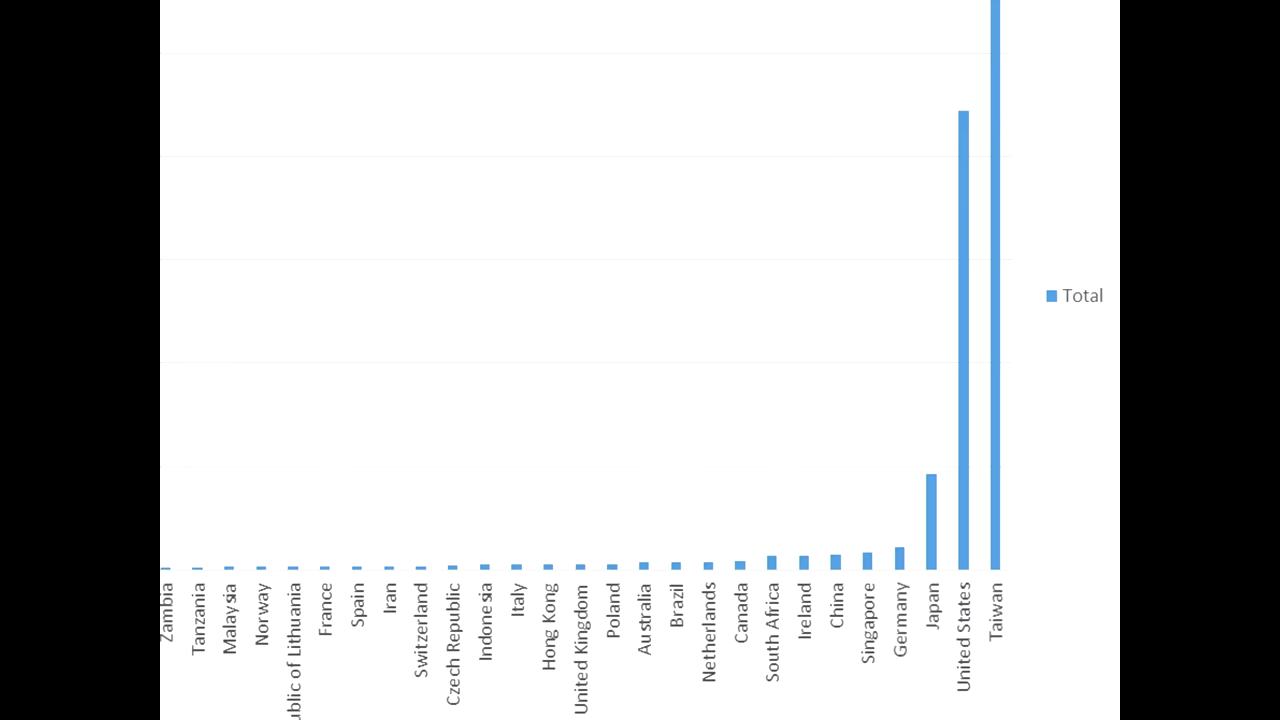 Total
Zambia
Tanzania
Malaysia
Norway
ublic of Lithuania
France
Spain
Iran
Switzerland
Czech Republic
Indonesia
Italy
Hong Kong
United Kingdom
Poland
Australia
Brazil
Netherlands
Canada
South Africa
Ireland
China
Singapore
Germany
Japan
United States
Taiwan